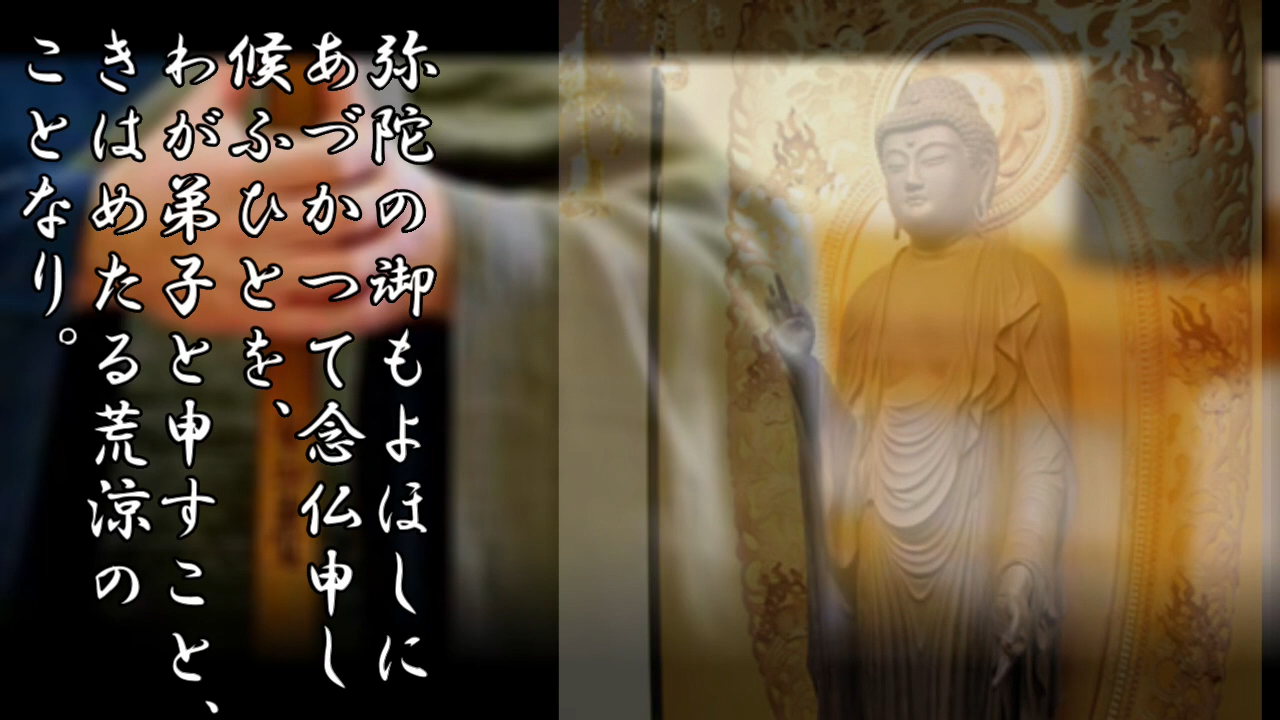 弥陀の御もよほしに
あづかつて念仏申し
候ふひとを、
わが弟子と申すこと、
きはめたる荒涼の
ことなり。